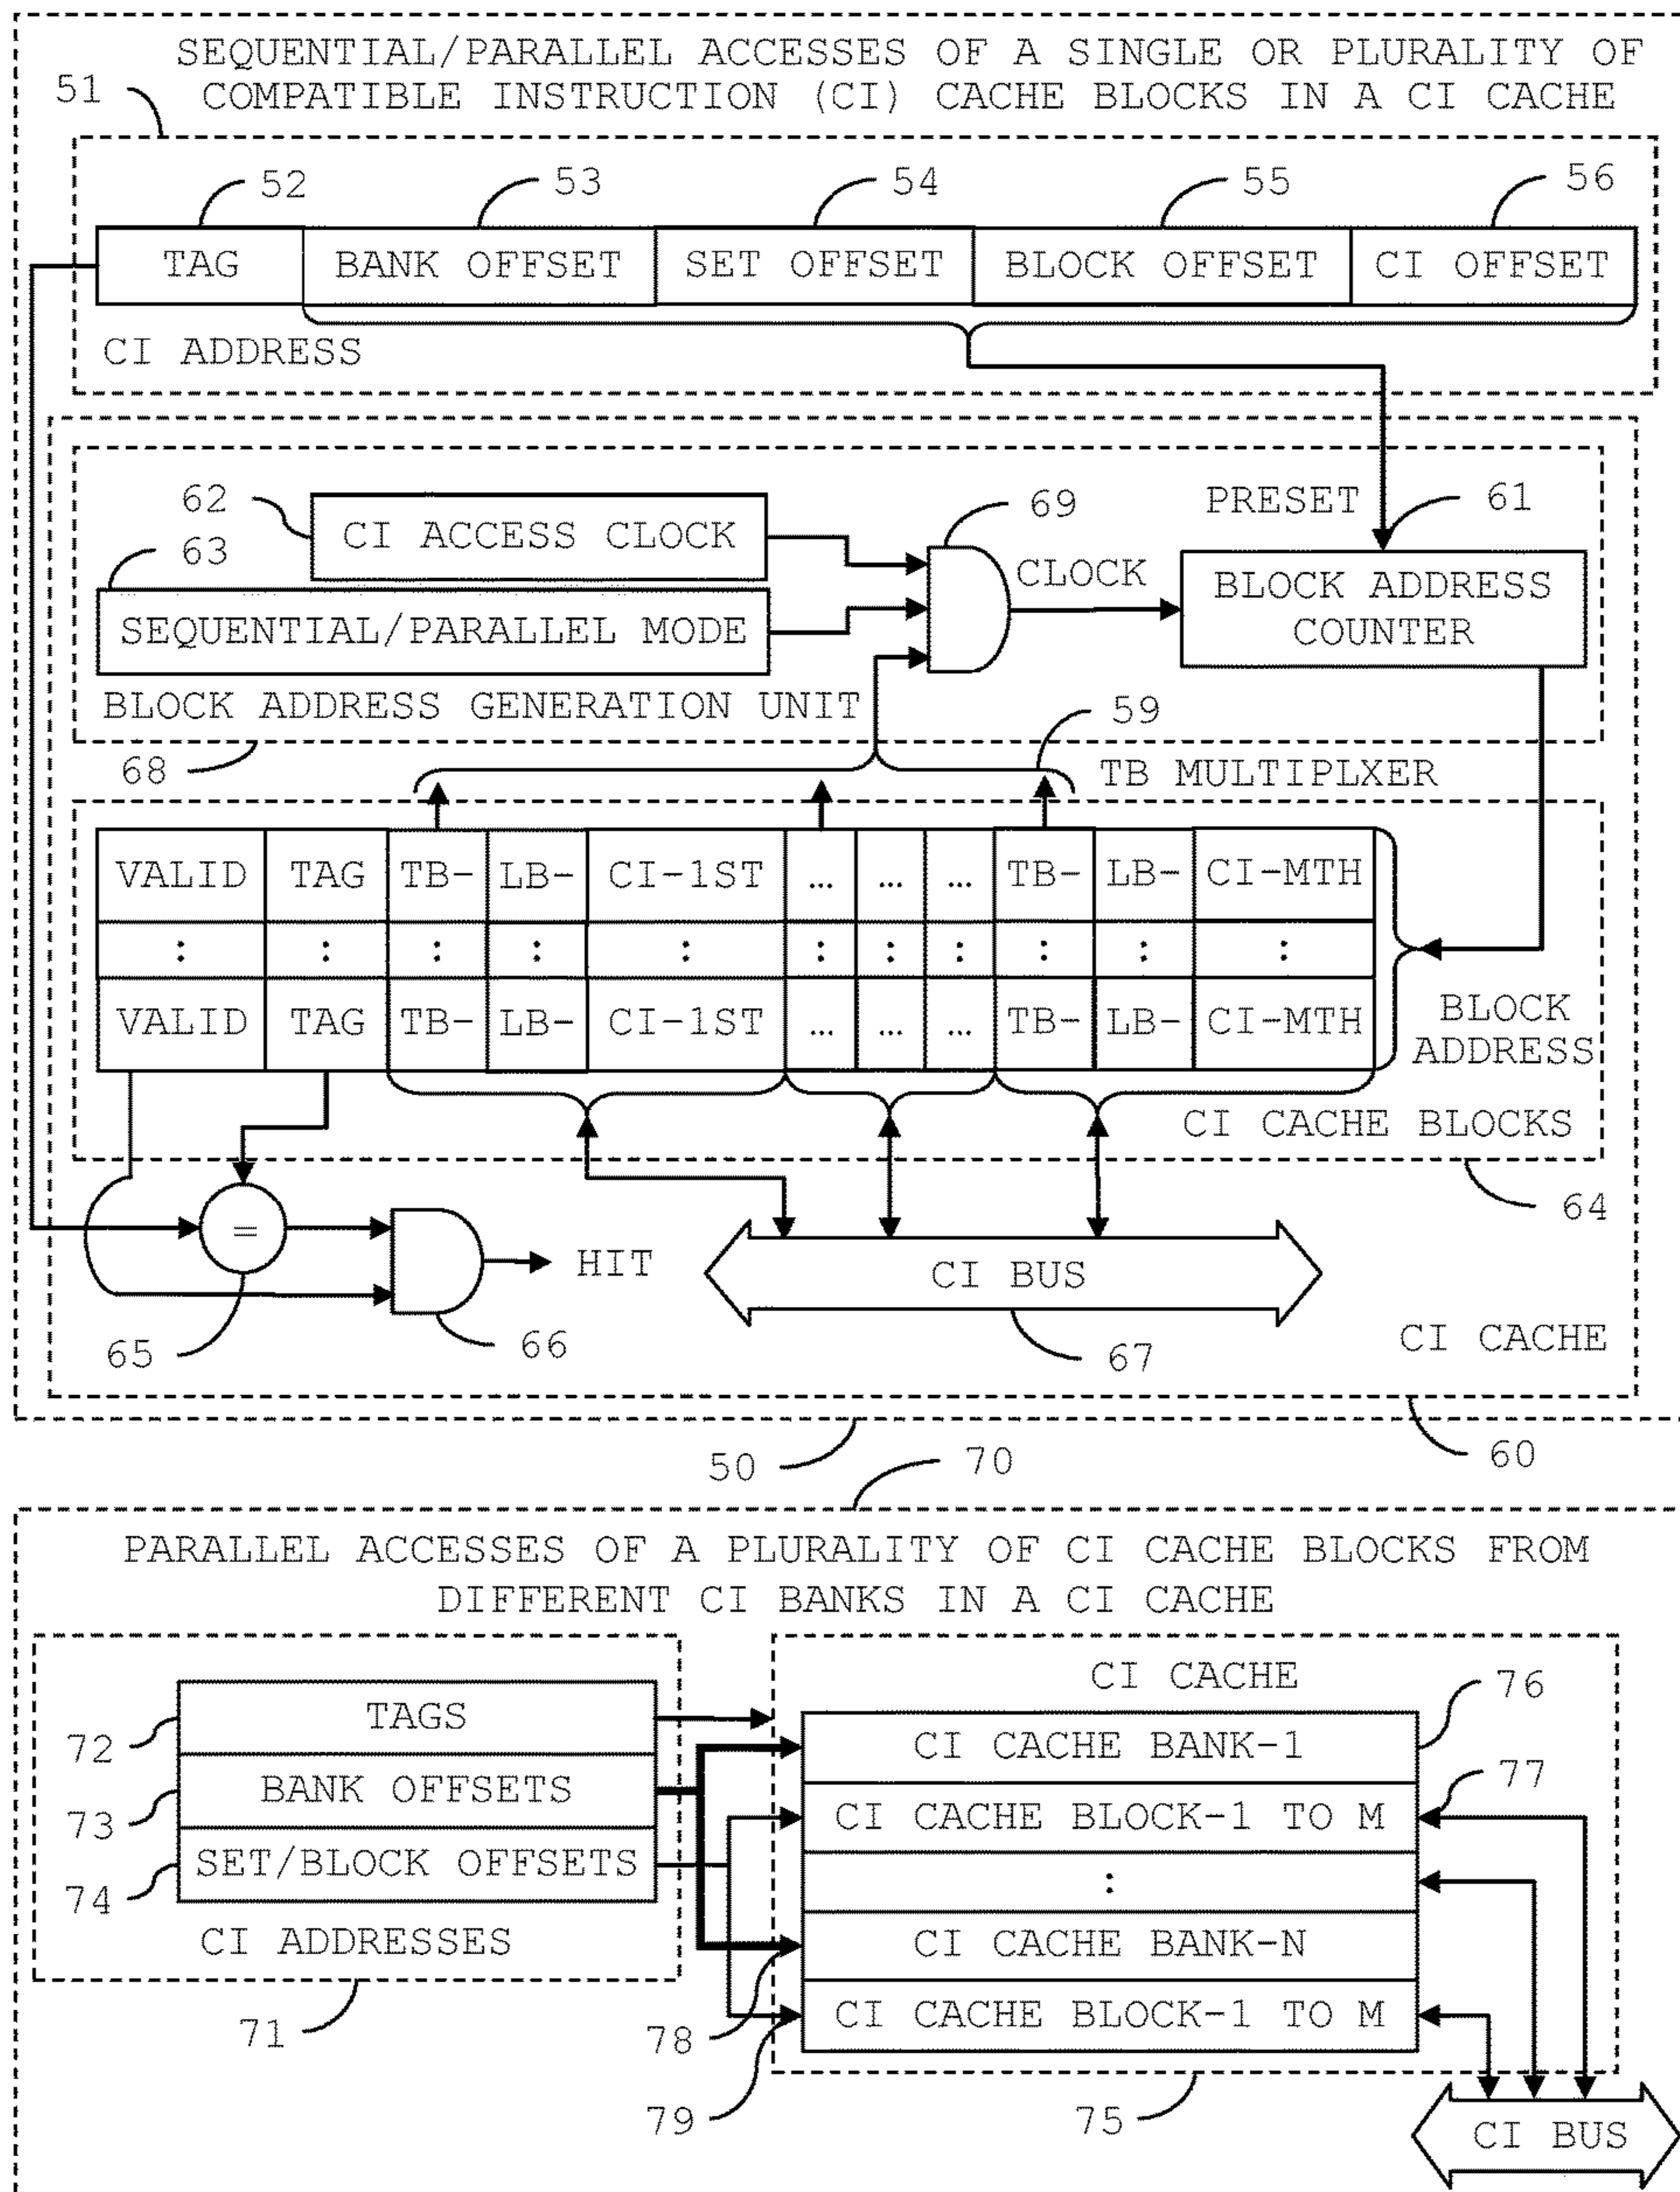 SEQUENTIAL/PARALLEL ACCESSES OF A SINGLE OR PLURALITY OF
COMPATIBLE INSTRUCTION (CI) CACHE BLOCKS IN A CI CACHE
51
52 53 54 55 56
TAG BANK OFFSET SET OFFSET BLOCK OFFSET CI OFFSET
CI ADDRESS
62 CI ACCESS CLOCK 69 PRESET 61
63 SEQUENTIAL/PARALLEL MODE CLOCK BLOCK ADDRESS
COUNTER
BLOCK ADDRESS GENERATION UNIT
59
68 TB MULTIPLXER
VALID TAG TB- LB- CI-1ST ... ... ... TB- LB- CI-MTH
: : : : : : : : : : :
VALID TAG TB- LB- CI-1ST ... ... ... TB- LB- CI-MTH
BLOCK
ADDRESS
CI CACHE BLOCKS
64
= HIT CI BUS
65 66 67 CI CACHE
50 60
70
PARALLEL ACCESSES OF A PLURALITY OF CI CACHE BLOCKS FROM
DIFFERENT CI BANKS IN A CI CACHE
CI CACHE
72 TAGS CI CACHE BANK-1 76
73 BANK OFFSETS CI CACHE BLOCK-1 TO M 77
74 SET/BLOCK OFFSETS :
CI ADDRESSES CI CACHE BANK-N
71 78 CI CACHE BLOCK-1 TO M
79 75
CI BUS